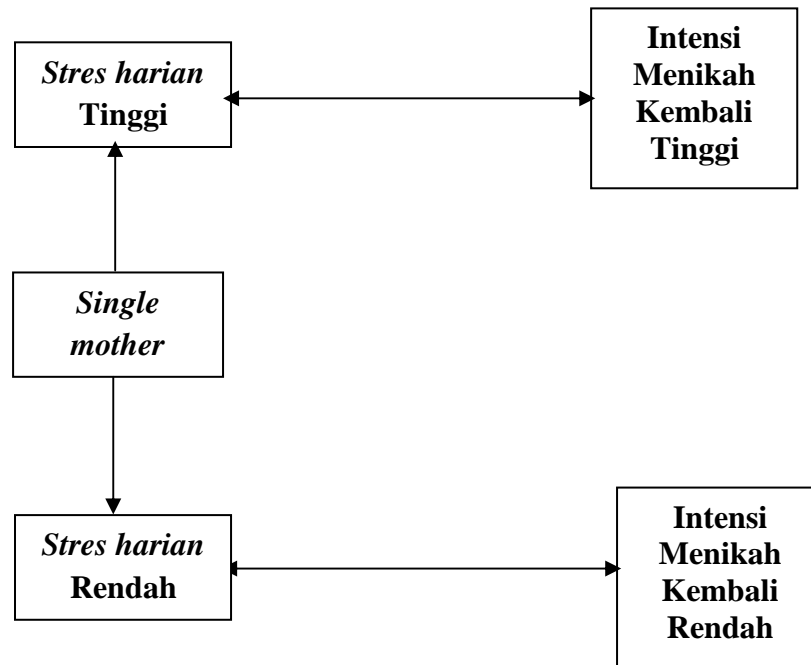 Stres harian
Tinggi
Intensi
Menikah
Kembali
Tinggi
Single
mother
Stres harian
Rendah
Intensi
Menikah
Kembali
Rendah